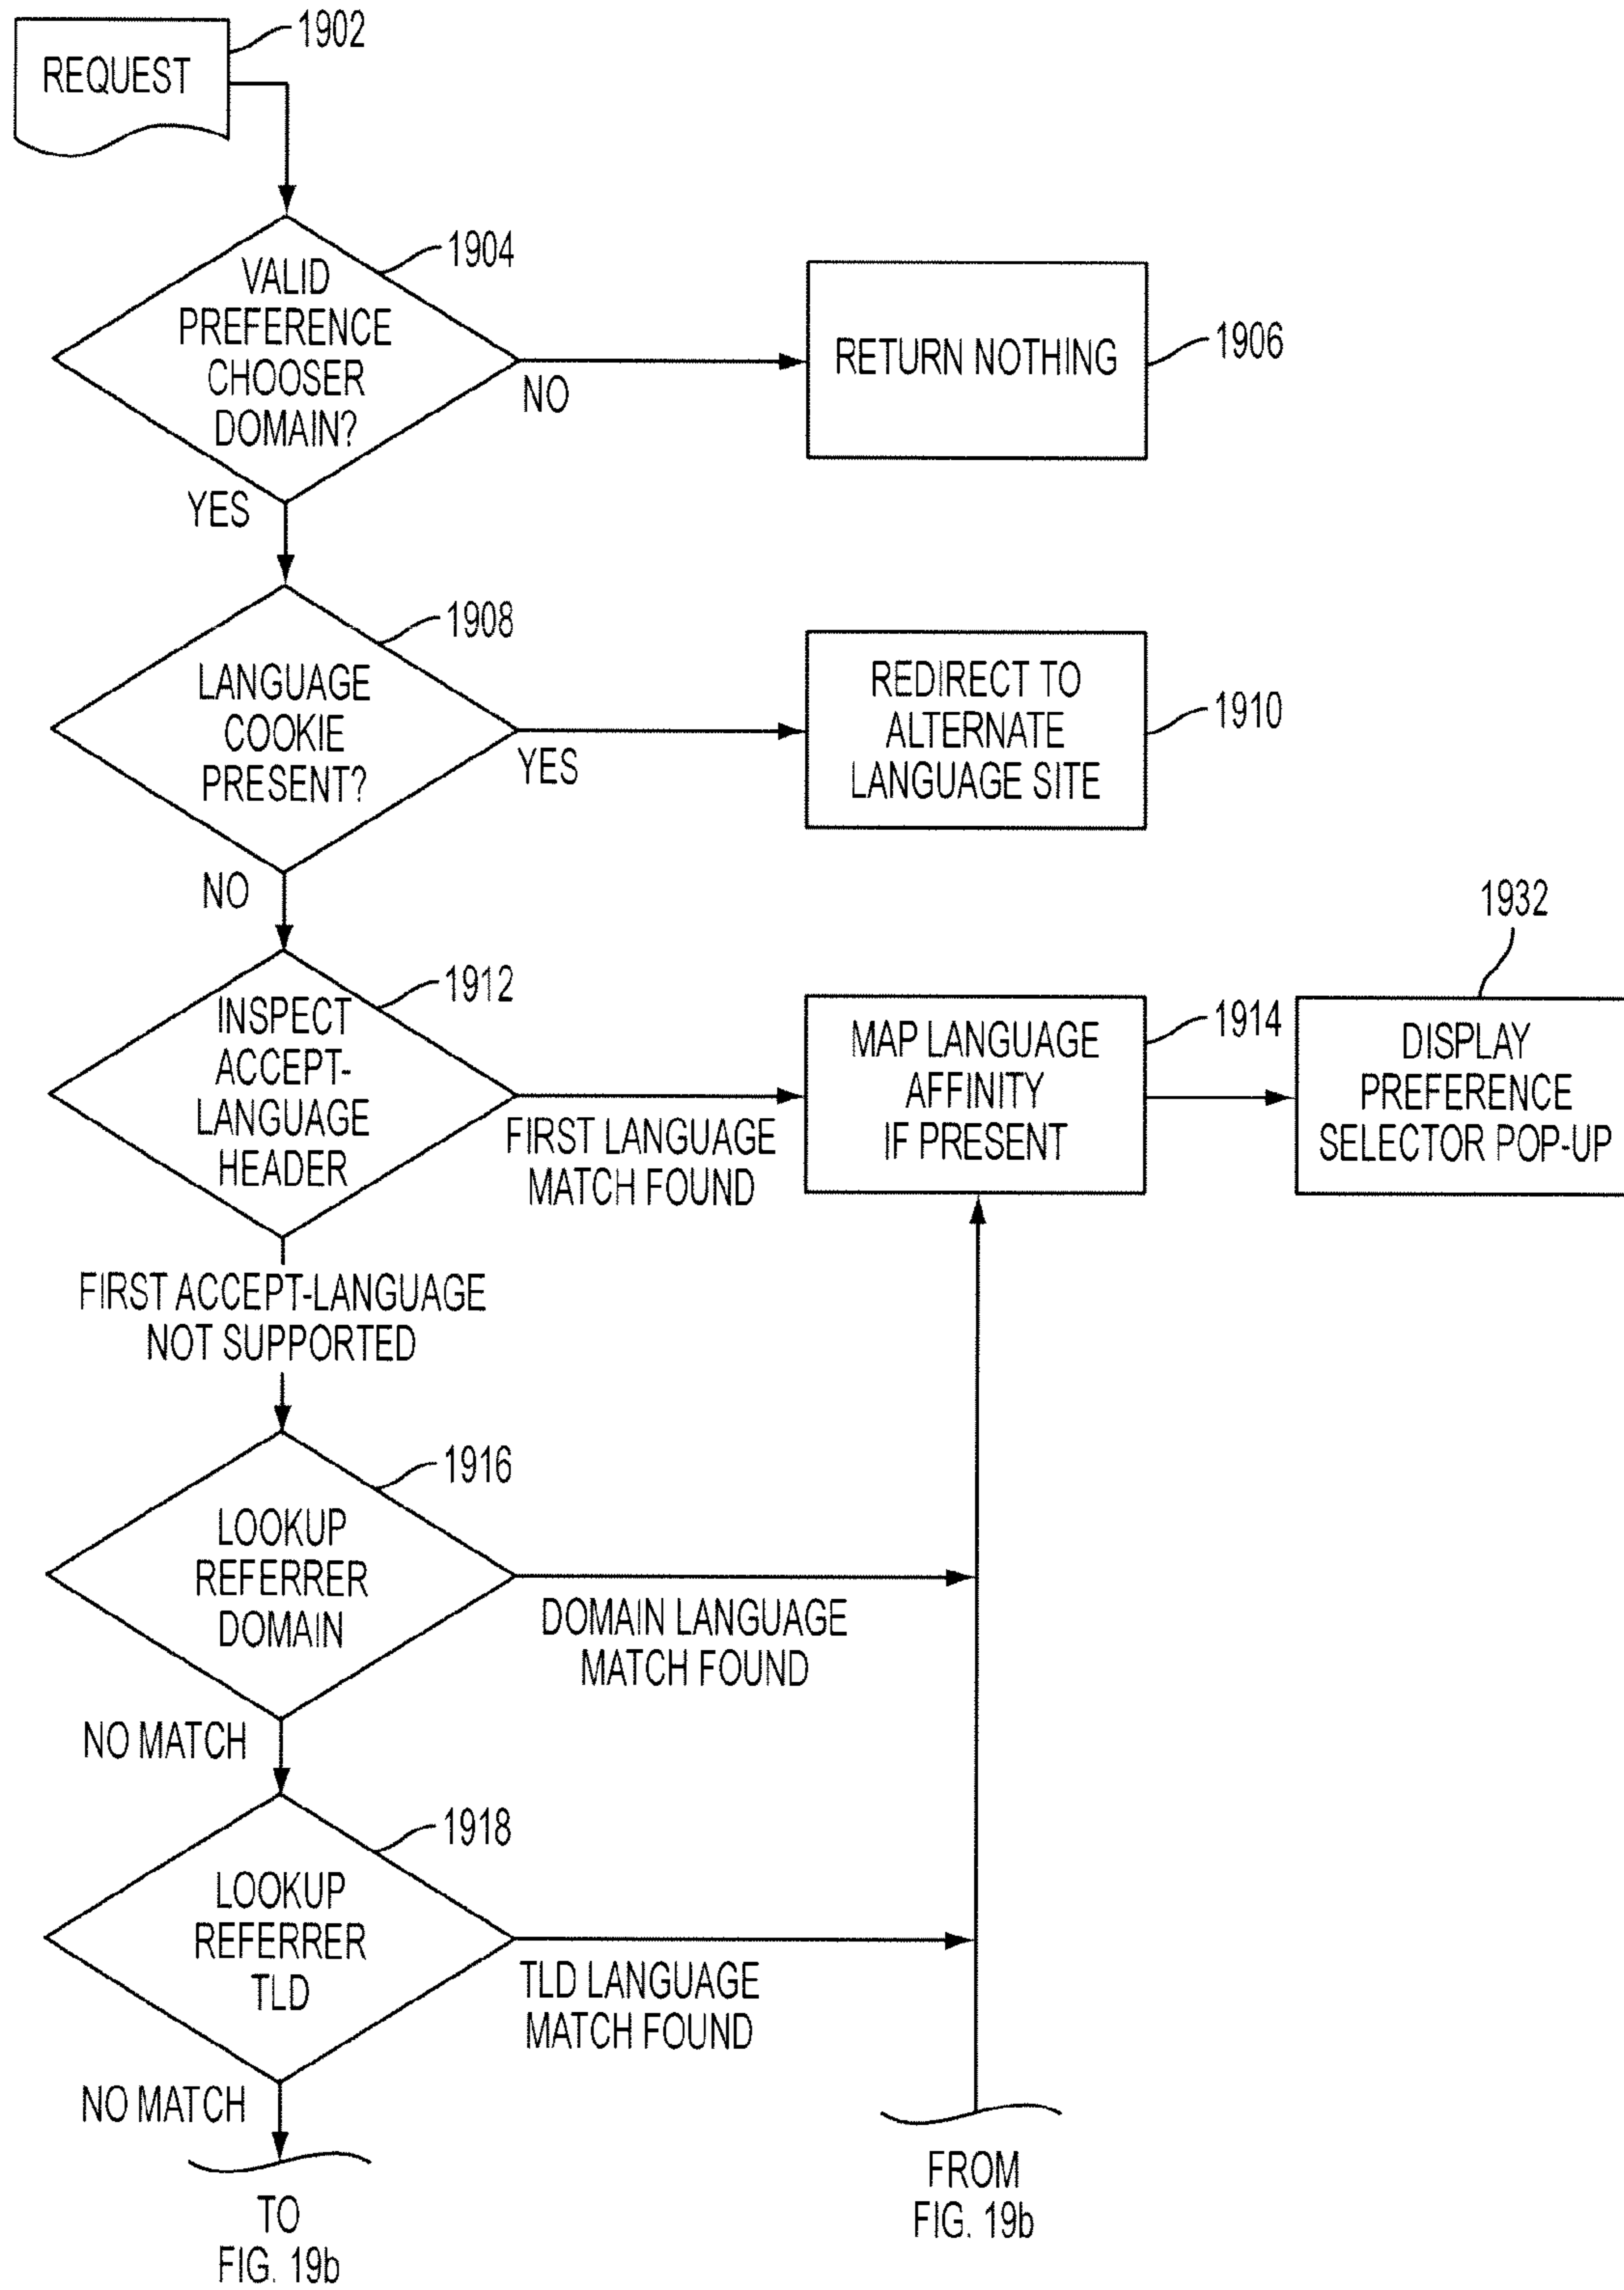 1902
REQUEST
1904
VALID
PREFERENCE
CHOOSER
DOMAIN?
NO
RETURN NOTHING
1906
YES
1908
LANGUAGE
COOKIE
PRESENT?
YES
REDIRECT TO
ALTERNATE
LANGUAGE SITE
1910
NO
1912
INSPECT
ACCEPT-
LANGUAGE
HEADER
FIRST LANGUAGE
MATCH FOUND
MAP LANGUAGE
AFFINITY
IF PRESENT
1914
1932
DISPLAY
PREFERENCE
SELECTOR POP-UP
FIRST ACCEPT-LANGUAGE
NOT SUPPORTED
1916
LOOKUP
REFERRER
DOMAIN
DOMAIN LANGUAGE
MATCH FOUND
NO MATCH
1918
LOOKUP
REFERRER
TLD
TLD LANGUAGE
MATCH FOUND
NO MATCH
TO
FIG. 19b
FROM
FIG. 19b